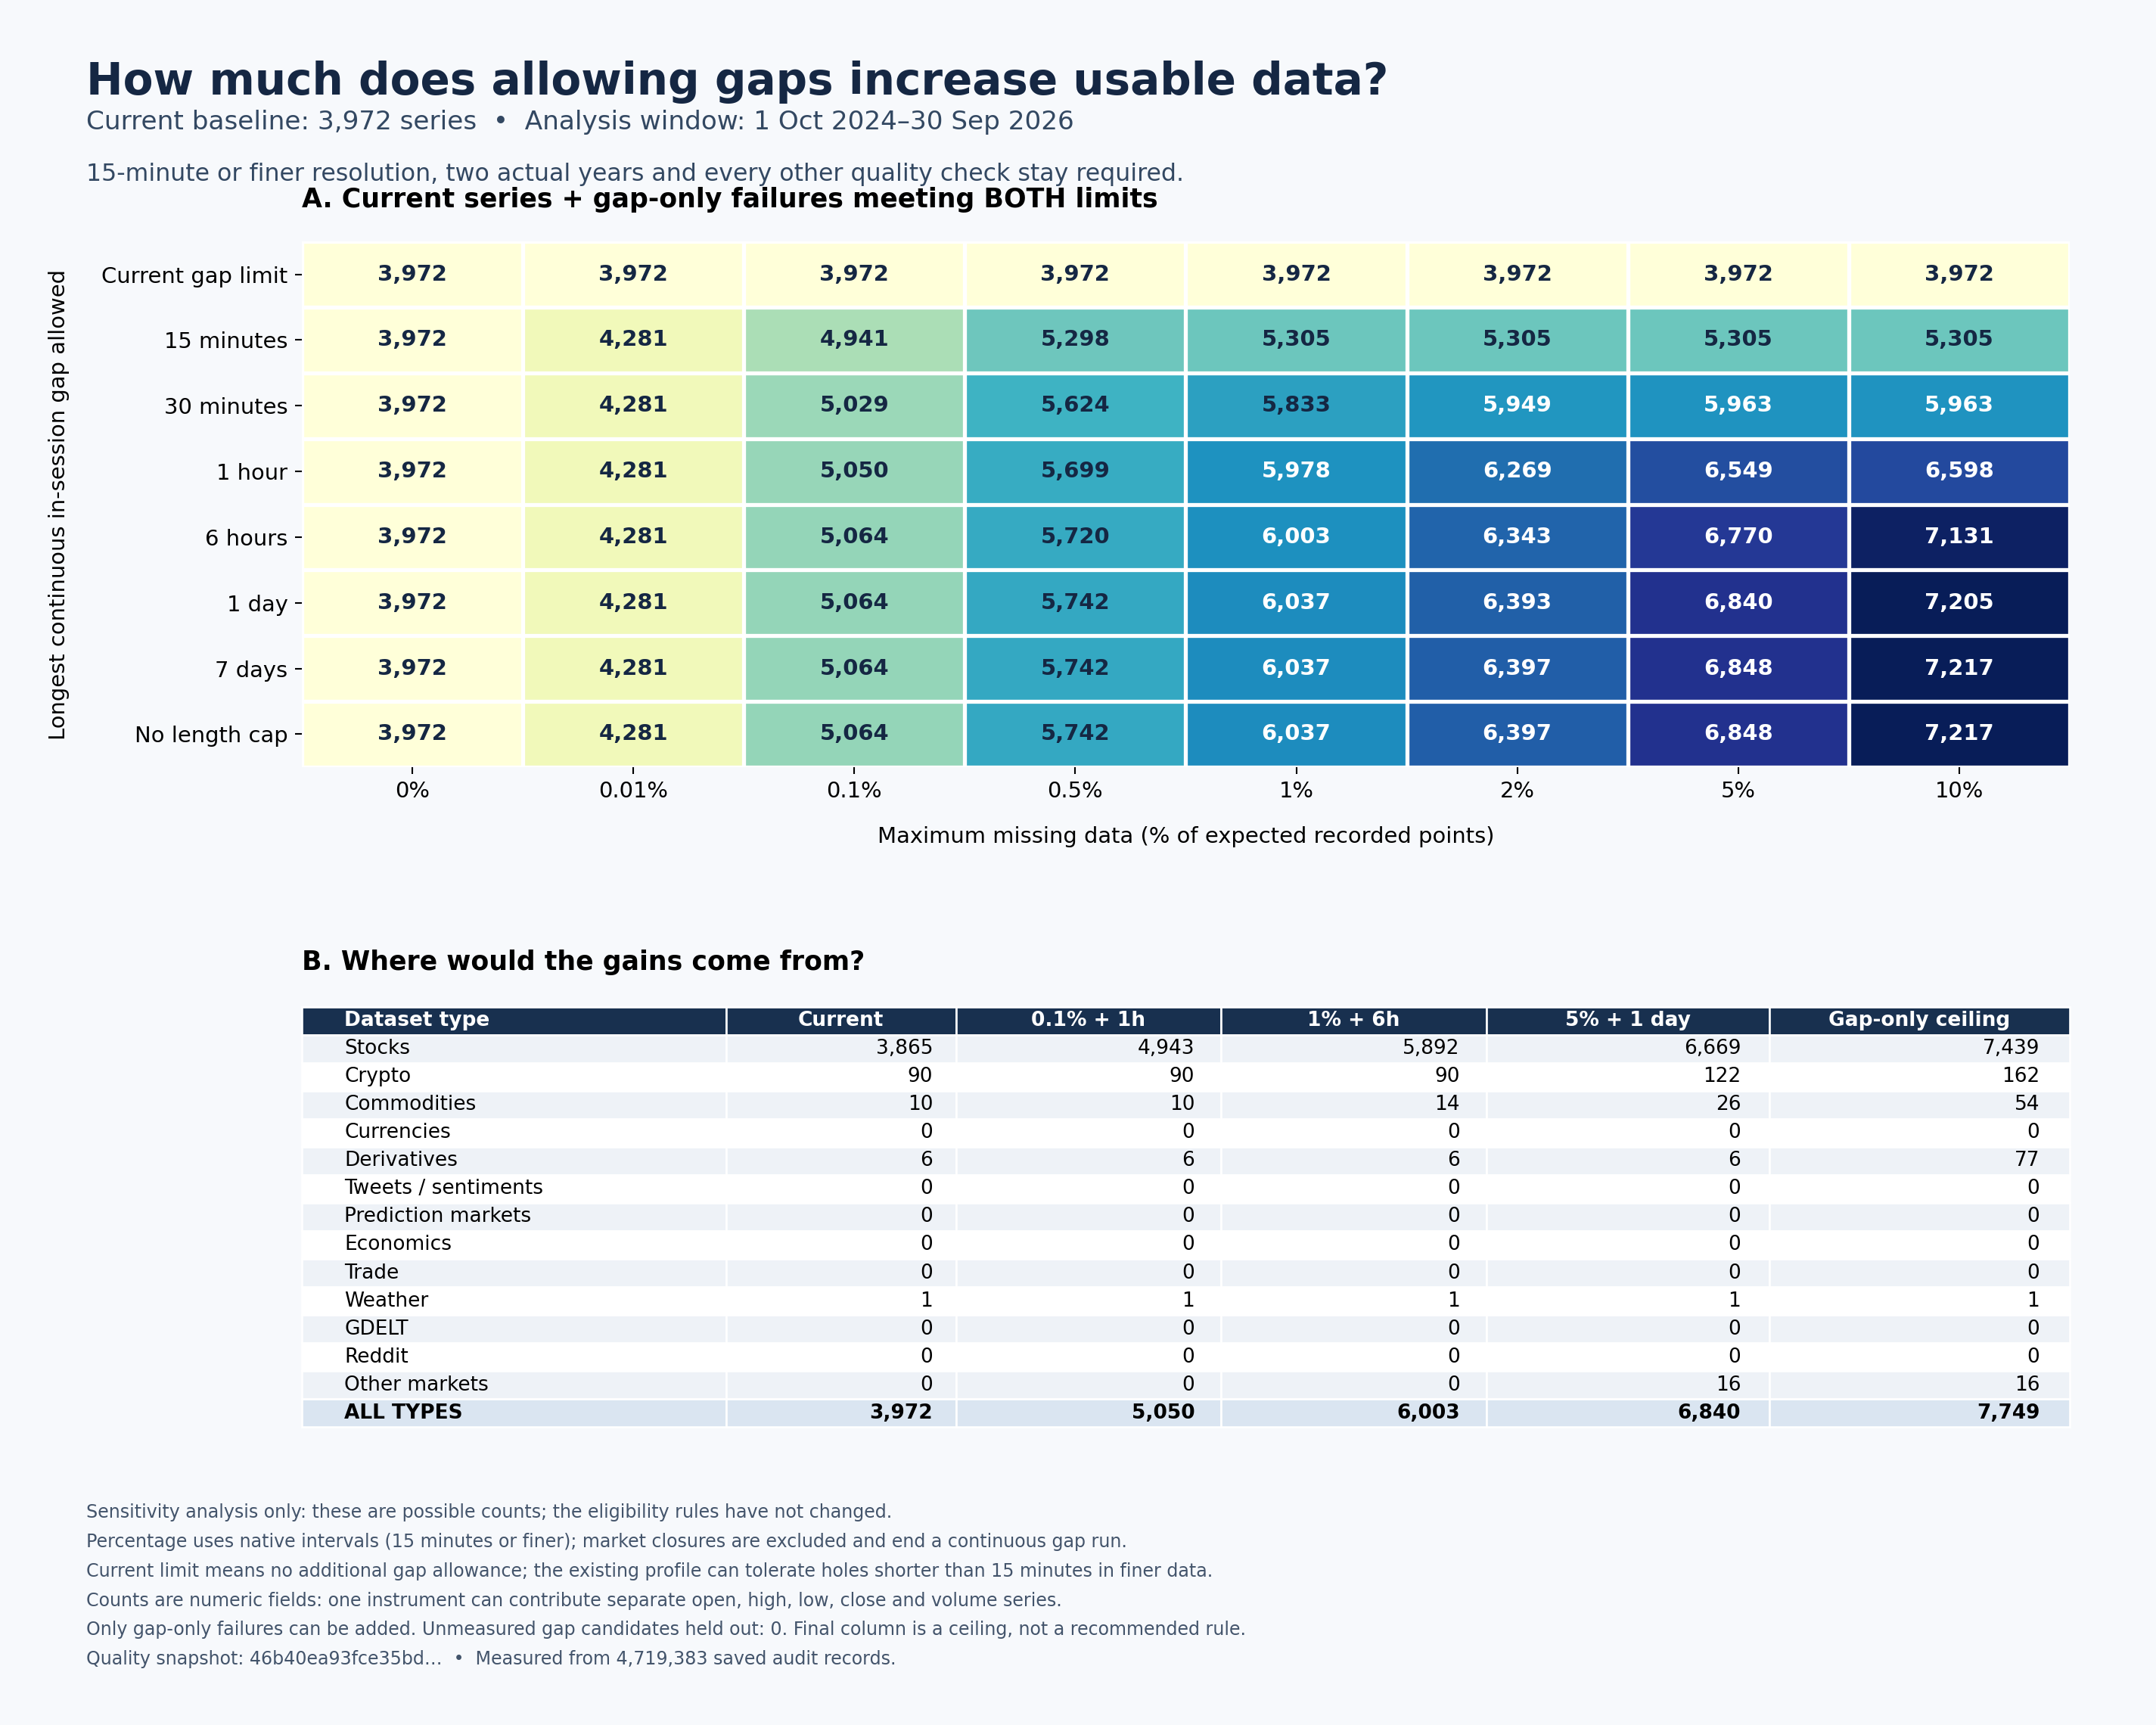 How much does allowing gaps increase usable data?
Current baseline: 3,972 series • Analysis window: 1 Oct 2024–30 Sep 2026
15-minute or finer resolution, two actual years and every other quality check stay required.
A. Current series + gap-only failures meeting BOTH limits
Longest continuous in-session gap allowed
Current gap limit 3,972 3,972 3,972 3,972 3,972 3,972 3,972 3,972
15 minutes 3,972 4,281 4,941 5,298 5,305 5,305 5,305 5,305
30 minutes 3,972 4,281 5,029 5,624 5,833 5,949 5,963 5,963
1 hour 3,972 4,281 5,050 5,699 5,978 6,269 6,549 6,598
6 hours 3,972 4,281 5,064 5,720 6,003 6,343 6,770 7,131
1 day 3,972 4,281 5,064 5,742 6,037 6,393 6,840 7,205
7 days 3,972 4,281 5,064 5,742 6,037 6,397 6,848 7,217
No length cap 3,972 4,281 5,064 5,742 6,037 6,397 6,848 7,217
0% 0.01% 0.1% 0.5% 1% 2% 5% 10%
Maximum missing data (% of expected recorded points)
B. Where would the gains come from?
Dataset type Current 0.1% + 1h 1% + 6h 5% + 1 day Gap-only ceiling
Stocks 3,865 4,943 5,892 6,669 7,439
Crypto 90 90 90 122 162
Commodities 10 10 14 26 54
Currencies 0 0 0 0 0
Derivatives 6 6 6 6 77
Tweets / sentiments 0 0 0 0 0
Prediction markets 0 0 0 0 0
Economics 0 0 0 0 0
Trade 0 0 0 0 0
Weather 1 1 1 1 1
GDELT 0 0 0 0 0
Reddit 0 0 0 0 0
Other markets 0 0 0 16 16
ALL TYPES 3,972 5,050 6,003 6,840 7,749
Sensitivity analysis only: these are possible counts; the eligibility rules have not changed.
Percentage uses native intervals (15 minutes or finer); market closures are excluded and end a continuous gap run.
Current limit means no additional gap allowance; the existing profile can tolerate holes shorter than 15 minutes in finer data.
Counts are numeric fields: one instrument can contribute separate open, high, low, close and volume series.
Only gap-only failures can be added. Unmeasured gap candidates held out: 0. Final column is a ceiling, not a recommended rule.
Quality snapshot: 46b40ea93fce35bd... • Measured from 4,719,383 saved audit records.